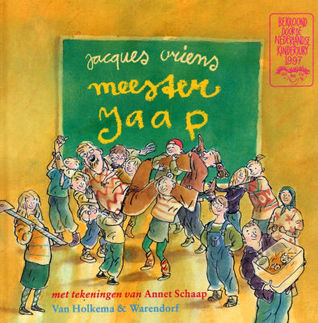 jacques vriens
meester
Jaap
BEKROOND
DOOR DE
NEDERLANDSE
KINDERJURY
1997
met tekeningen van Annet Schaap
Van Holkema & Warendorf